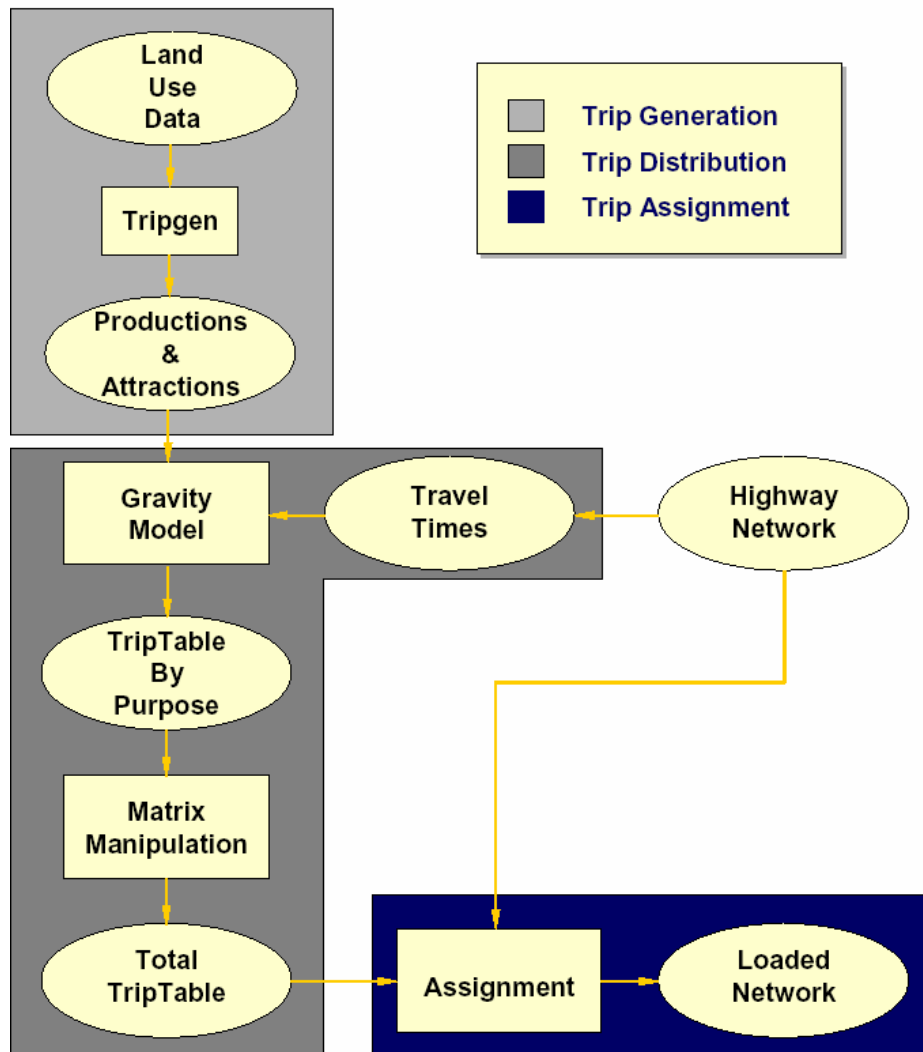 Land
Use
Data
Trip Generation
Trip Distribution
Trip Assignment
Tripgen
Productions
&
Attractions
Gravity
Model
Travel
Times
Highway
Network
TripTable
By
Purpose
Matrix
Manipulation
Total
TripTable
Assignment
Loaded
Network